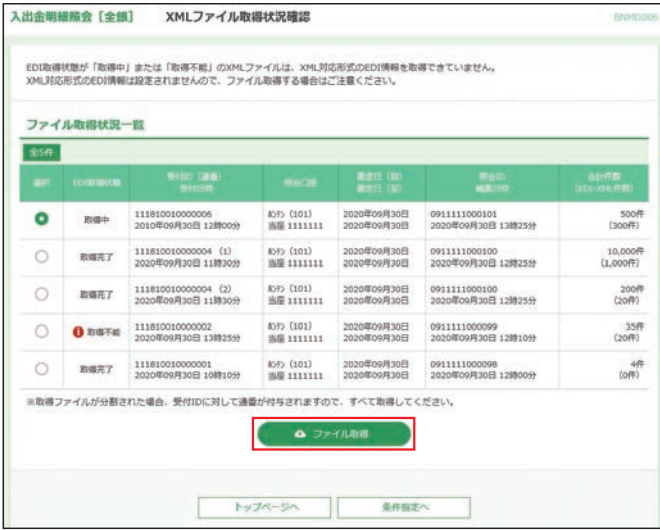 入出金明細照会［全銀］ XMLファイル取得状況確認 BNMD086
EDI取得状態が「取得中」または「取得不能」のXMLファイルは、XML対応形式のEDI情報を取得できていません。
XML対応形式のEDI情報は設定されませんので、ファイル取得する場合はご注意ください。
ファイル取得状況一覧
全5件
選択 EDI取得状態 受付ID（通番） 照会口座 勘定日（自） 照会ID 合計件数
受付日時 勘定日（至） 編集日時 (EDI-XML件数)
取得中 111810010000006 ホンテン（101） 2020年09月30日 0911111000101 500件
2010年09月30日 12時00分 当座 1111111 2020年09月30日 2020年09月30日 13時25分 (300件)
取得完了 111810010000004 （1） ホンテン（101） 2020年09月30日 0911111000100 10,000件
2020年09月30日 11時30分 当座 1111111 2020年09月30日 2020年09月30日 12時25分 (1,000件)
取得完了 111810010000004 （2） ホンテン（101） 2020年09月30日 0911111000100 200件
2020年09月30日 11時30分 当座 1111111 2020年09月30日 2020年09月30日 12時25分 (20件)
取得不能 111810010000002 ホンテン（101） 2020年09月30日 0911111000099 35件
2020年09月30日 13時25分 当座 1111111 2020年09月30日 2020年09月30日 12時10分 (20件)
取得完了 111810010000001 ホンテン（101） 2020年09月30日 0911111000098 4件
2020年09月30日 10時10分 当座 1111111 2020年09月30日 2020年09月30日 12時00分 (0件)
※取得ファイルが分割された場合、受付IDに対して通番が付与されますので、すべて取得してください。
ファイル取得
トップページへ 条件指定へ